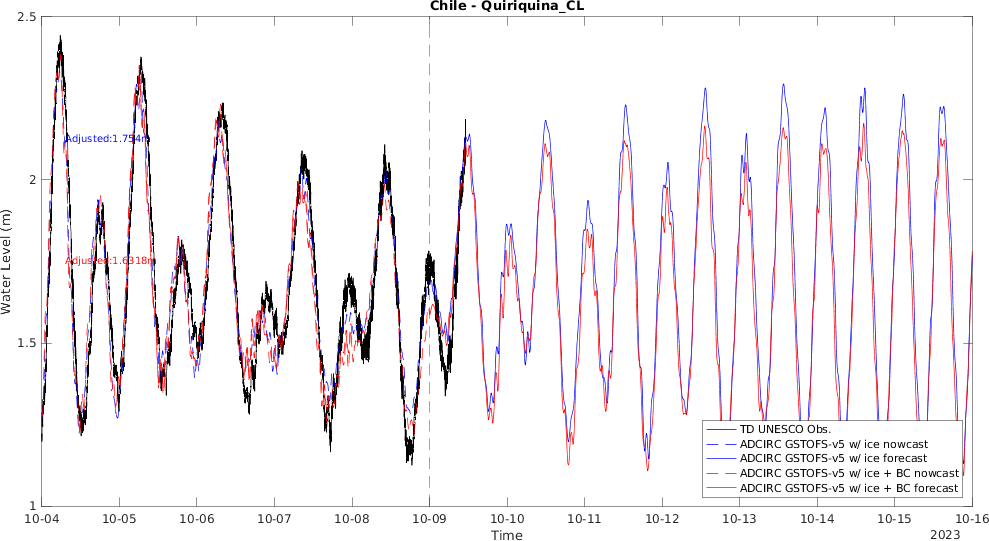 Chile - Quiriquina_CL
2.5
2
1.5
1
Water Level (m)
Adjusted:1.754m
Adjusted:1.6318m
TD UNESCO Obs.
ADCIRC GSTOFS-v5 w/ ice nowcast
ADCIRC GSTOFS-v5 w/ ice forecast
ADCIRC GSTOFS-v5 w/ ice + BC nowcast
ADCIRC GSTOFS-v5 w/ ice + BC forecast
10-04 10-05 10-06 10-07 10-08 10-09 10-10 10-11 10-12 10-13 10-14 10-15 10-16
Time
2023